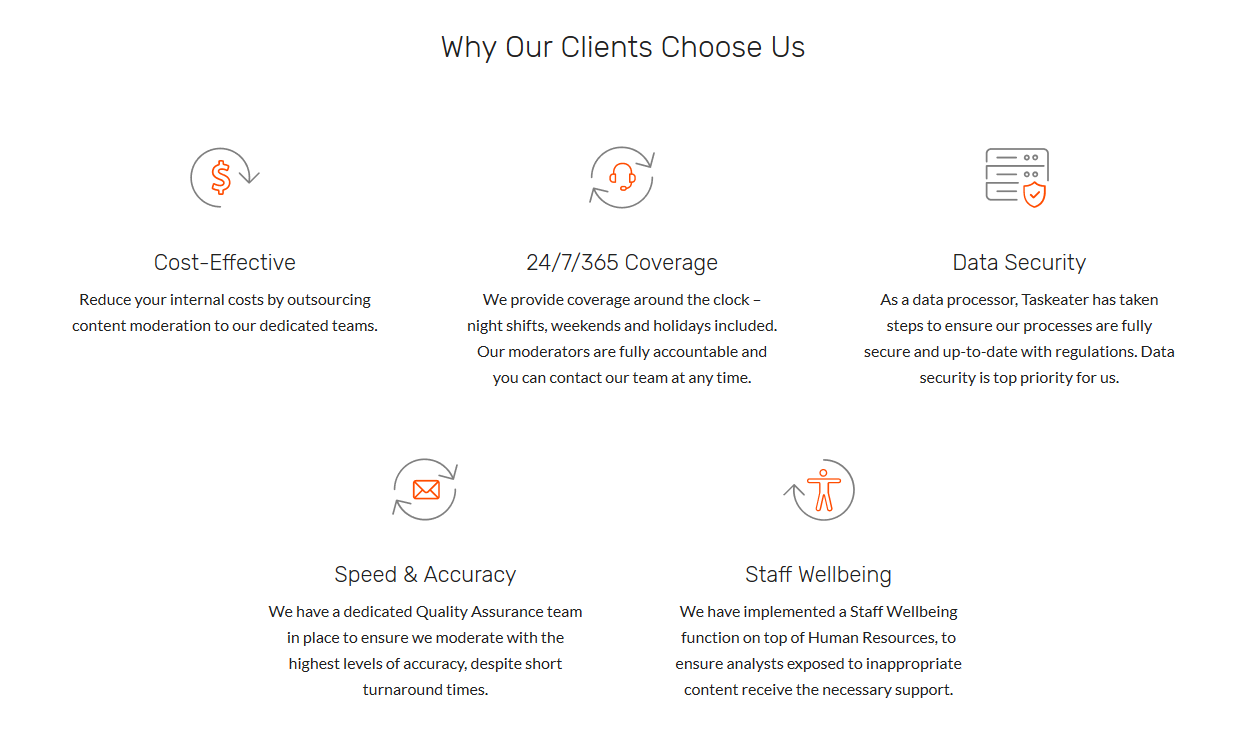 Why Our Clients Choose Us
Cost-Effective
Reduce your internal costs by outsourcing
content moderation to our dedicated teams.
24/7/365 Coverage
We provide coverage around the clock –
night shifts, weekends and holidays included.
Our moderators are fully accountable and
you can contact our team at any time.
Data Security
As a data processor, Taskeater has taken
steps to ensure our processes are fully
secure and up-to-date with regulations. Data
security is top priority for us.
Speed & Accuracy
We have a dedicated Quality Assurance team
in place to ensure we moderate with the
highest levels of accuracy, despite short
turnaround times.
Staff Wellbeing
We have implemented a Staff Wellbeing
function on top of Human Resources, to
ensure analysts exposed to inappropriate
content receive the necessary support.